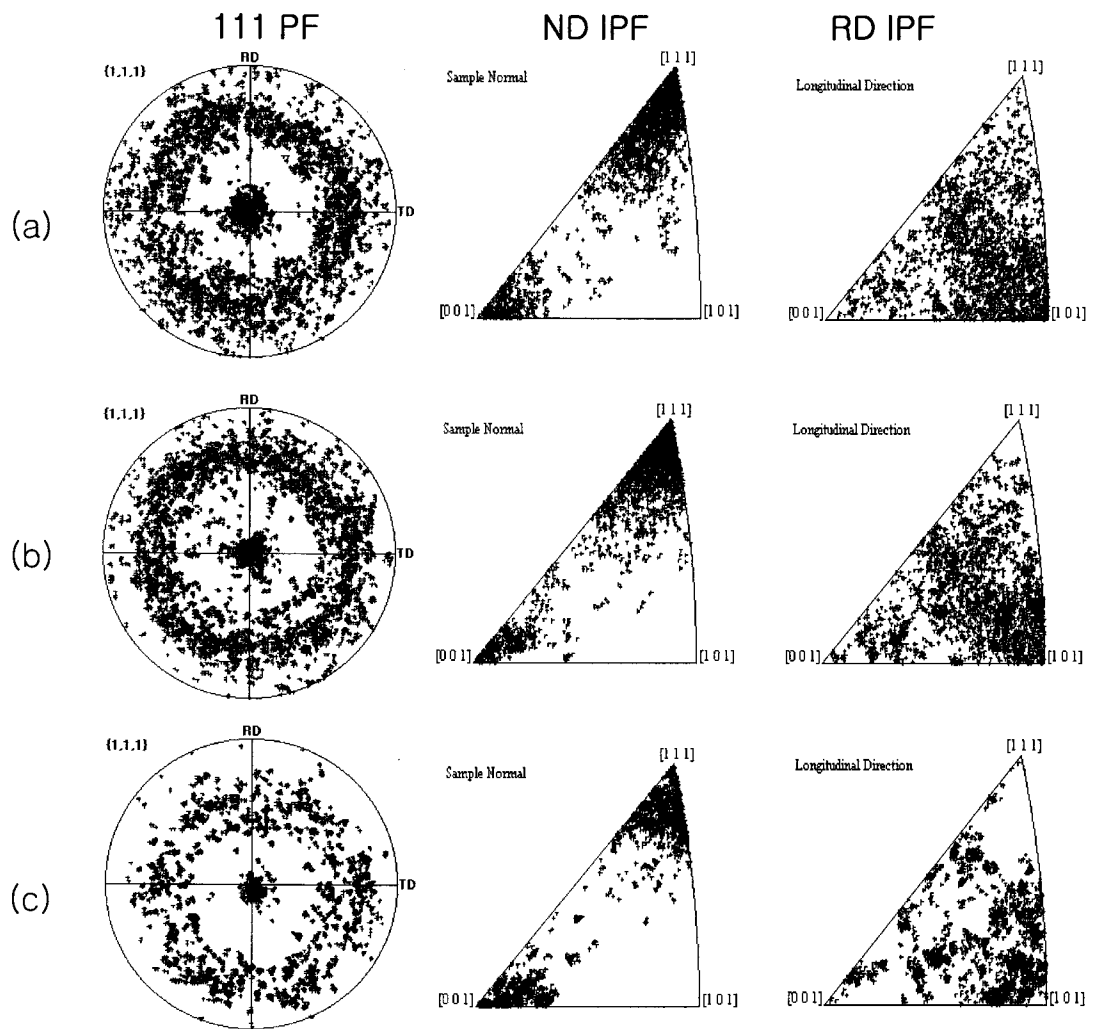 111 PF ND IPF RD IPF
(a)
{1,1,1}
RD
TD
Sample Normal
[1 1 1]
[0 0 1]
[1 0 1]
Longitudinal Direction
[1 1 1]
[0 0 1]
[1 0 1]
(b)
{1,1,1}
RD
TD
Sample Normal
[1 1 1]
[0 0 1]
[1 0 1]
Longitudinal Direction
[1 1 1]
[0 0 1]
[1 0 1]
(c)
{1,1,1}
RD
TD
Sample Normal
[1 1 1]
[0 0 1]
[1 0 1]
Longitudinal Direction
[1 1 1]
[0 0 1]
[1 0 1]